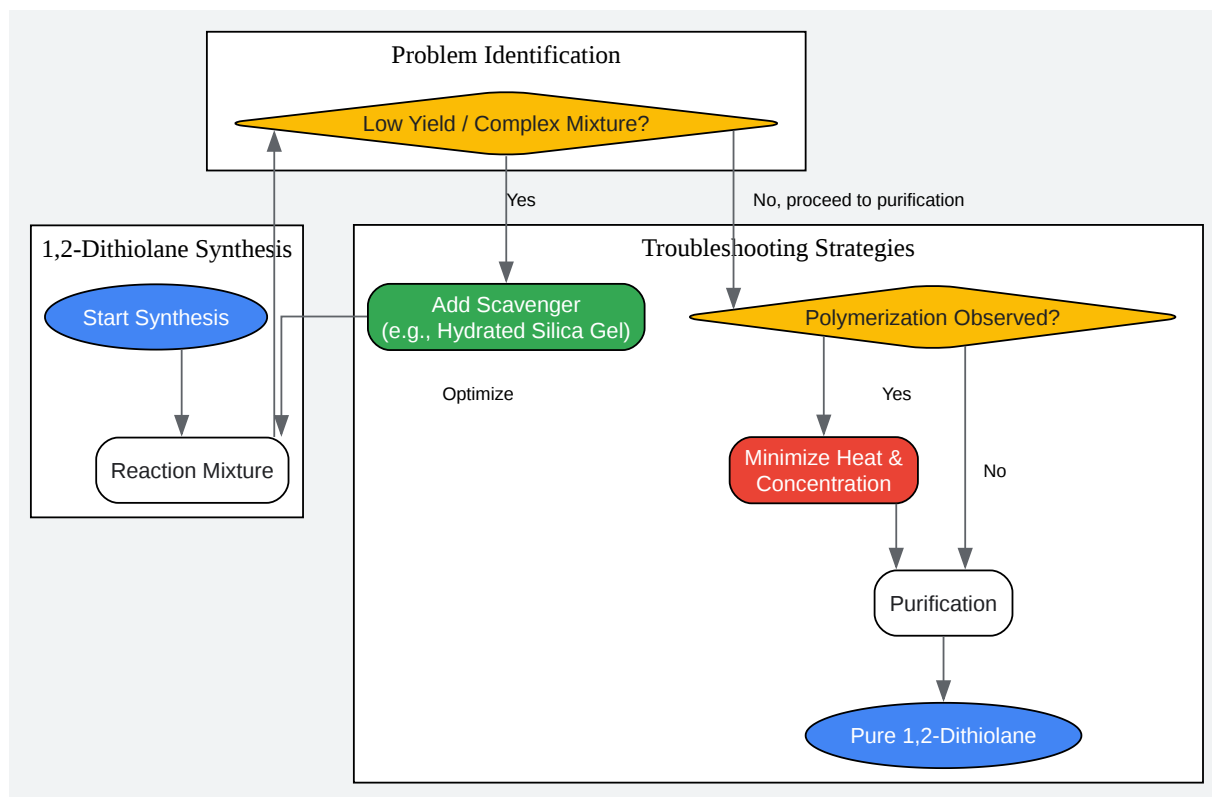 Problem Identification
Low Yield / Complex Mixture?
Yes
No, proceed to purification
1,2-Dithiolane Synthesis
Troubleshooting Strategies
Start Synthesis
Add Scavenger
(e.g., Hydrated Silica Gel)
Polymerization Observed?
Optimize
Yes
Reaction Mixture
Minimize Heat &
Concentration
No
Purification
Pure 1,2-Dithiolane